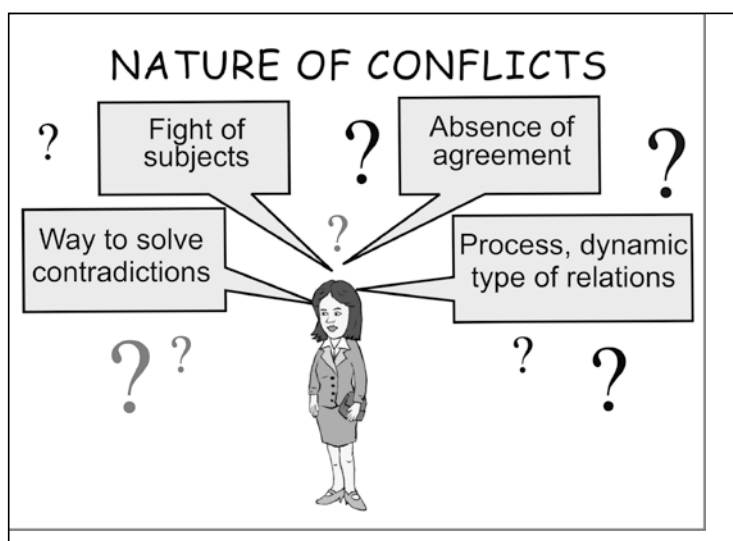 NATURE OF CONFLICTS
?
Fight of
subjects
?
Absence of
agreement
?
Way to solve
contradictions
?
Process, dynamic
type of relations
?
?
?
?